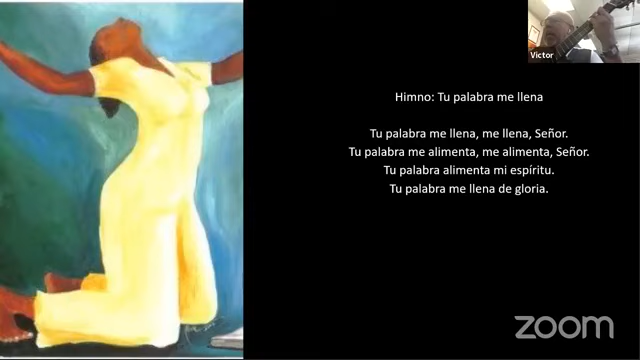 Victor
Himno: Tu palabra me llena
Tu palabra me llena, me llena, Señor.
Tu palabra me alimenta, me alimenta, Señor.
Tu palabra alimenta mi espíritu.
Tu palabra me llena de gloria.
zoom